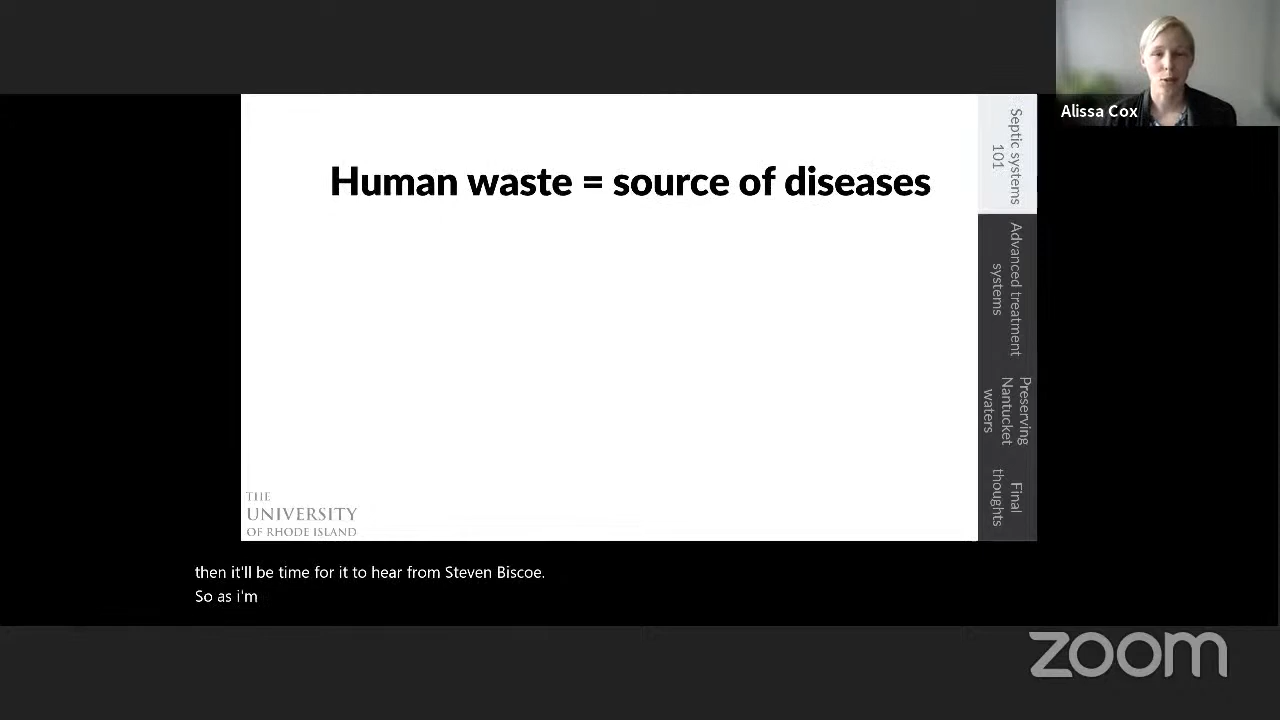 Alissa Cox
Human waste = source of diseases
Septic systems
101
Advanced treatment
systems
Preserving
Nantucket
waters
Final
thoughts
THE
UNIVERSITY
OF RHODE ISLAND
then it'll be time for it to hear from Steven Biscoe.
So as i'm
zoom